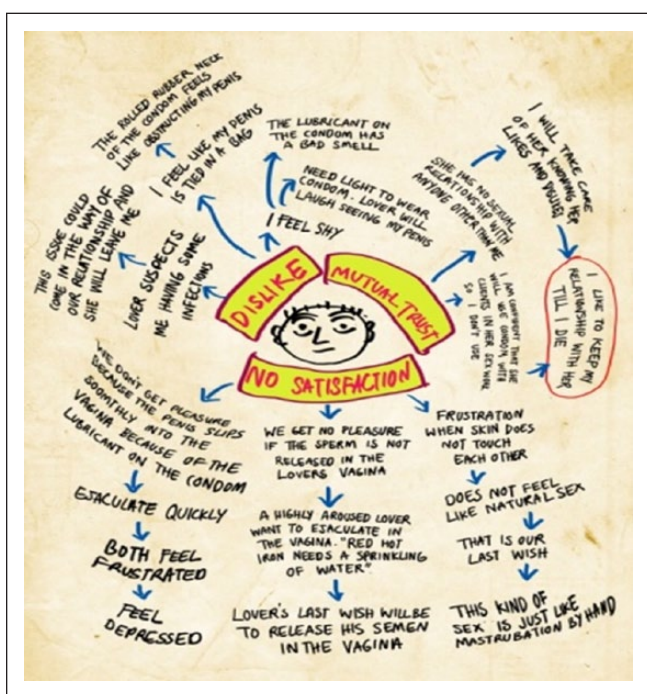 THE ROLLED RUBBER NECK
OF THE CONDOM FEELS
LIKE OBSTRUCTING MY PENIS
I FEEL LIKE MY PENIS
IS TIED IN A BAG
THE LUBRICANT ON
THE CONDOM HAS
A BAD SMELL
NEED LIGHT TO WEAR
CONDOM. LOVER WILL
LAUGH SEEING MY PENIS
I FEEL SHY
THIS ISSUE COULD
COME IN THE WAY OF
OUR RELATIONSHIP AND
SHE WILL LEAVE ME
LOVER SUSPECTS
ME HAVING SOME
INFECTIONS
DISLIKE
MUTUAL TRUST
SHE HAS NO SEXUAL
RELATIONSHIP WITH
ANYONE OTHER THAN ME
I WILL TAKE CARE
OF HER KNOWING HER
LIKES AND
I AM CONFIDENT THAT SHE
WILL USE CONDOM WITH
CLIENTS IN HER SEX WORK
SO I DON'T USE
I LIKE TO KEEP MY
RELATIONSHIP WITH HER
TILL I DIE
NO SATISFACTION
WE DON'T GET PLEASURE
BECAUSE THE PENIS SLIPS
SOOMTHLY INTO THE
VAGINA BECAUSE OF THE
LUBRICANT ON THE CONDOM
EJACULATE QUICKLY
BOTH FEEL
FRUSTRATED
FEEL
DEPRESSED
WE GET NO PLEASURE
IF THE SPERM IS NOT
RELEASED IN THE
LOVERS VAGINA
A HIGHLY AROUSED LOVER
WANT TO EJACULATE IN
THE VAGINA. "RED HOT
IRON NEEDS A SPRINKLING
OF WATER".
LOVER'S LAST WISH WILL BE
TO RELEASE HIS SEMEN
IN THE VAGINA
FRUSTRATION
WHEN SKIN DOES
NOT TOUCH
EACH OTHER
DOES NOT FEEL
LIKE NATURAL SEX
THAT IS OUR
LAST WISH
THIS KIND OF
SEX IS JUST LIKE
MASTRUBATION BY HAND